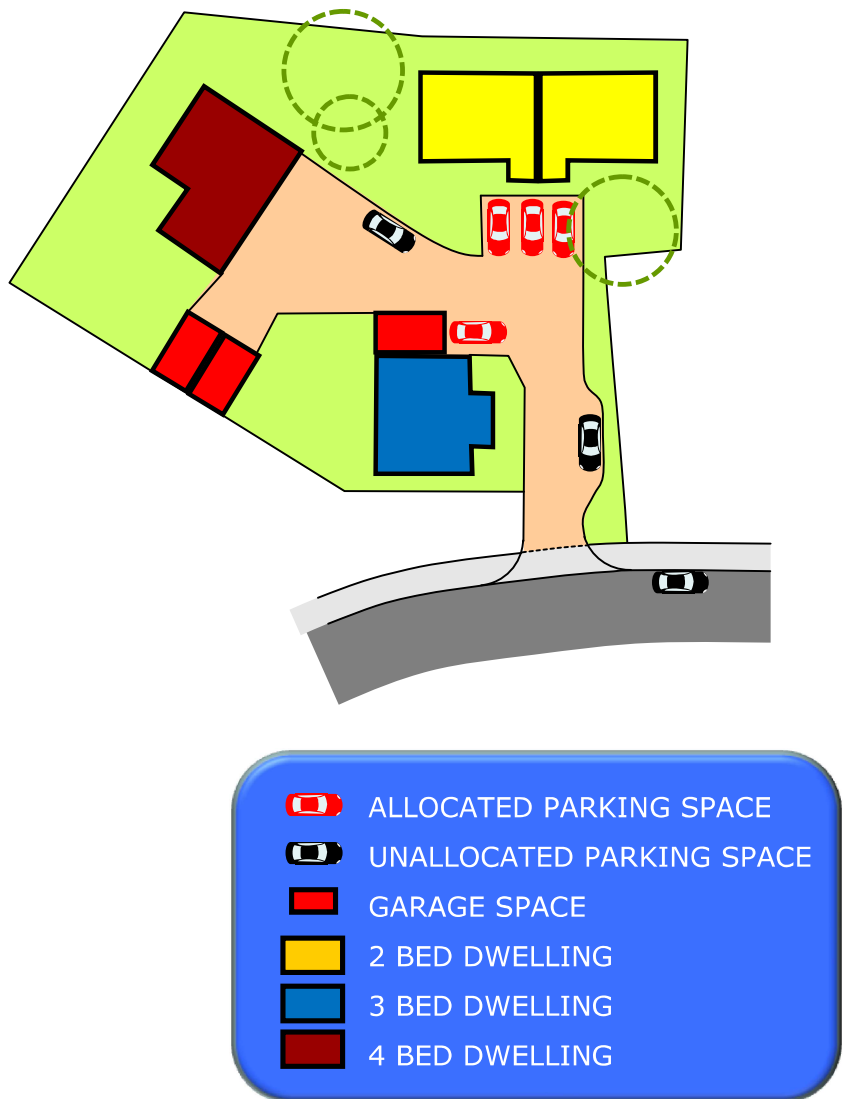 ALLOCATED PARKING SPACE
UNALLOCATED PARKING SPACE
GARAGE SPACE
2 BED DWELLING
3 BED DWELLING
4 BED DWELLING